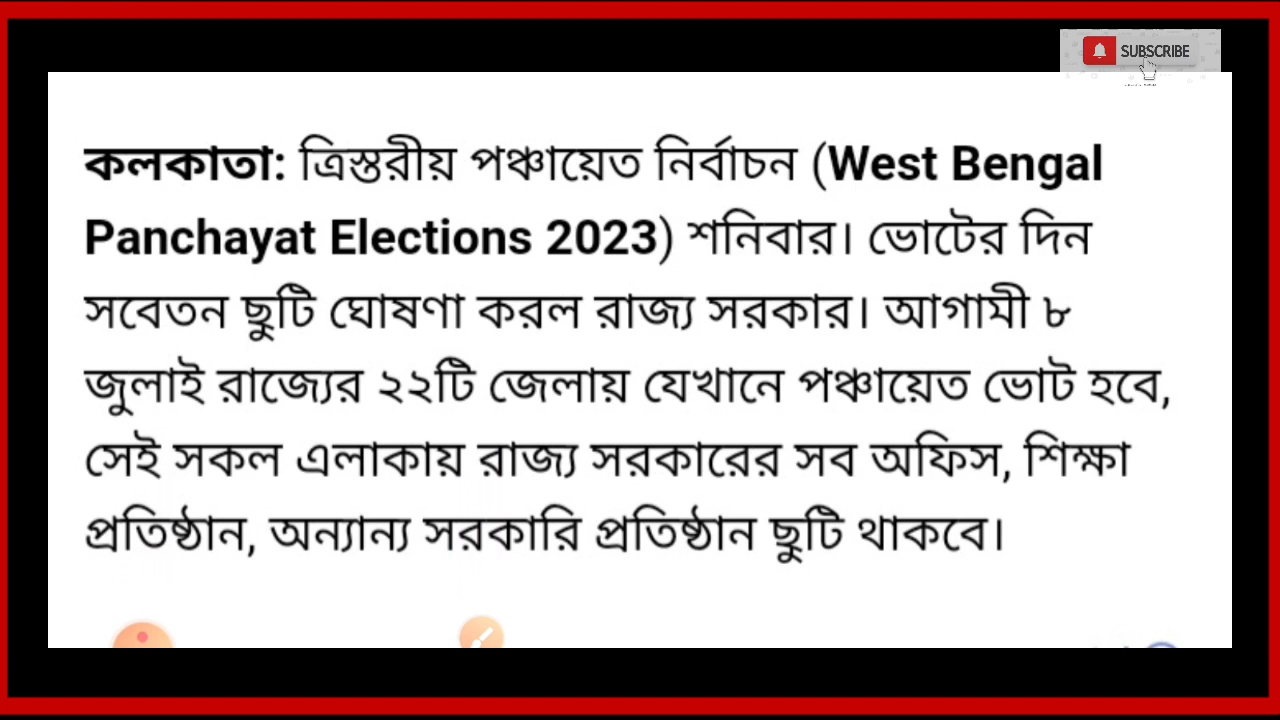 SUBSCRIBE
কলকাতা: ত্রিস্তরীয় পঞ্চায়েত নির্বাচন (West Bengal
Panchayat Elections 2023) শনিবার। ভোটের দিন
সবেতন ছুটি ঘোষণা করল রাজ্য সরকার। আগামী ৮
জুলাই রাজ্যের ২২টি জেলায় যেখানে পঞ্চায়েত ভোট হবে,
সেই সকল এলাকায় রাজ্য সরকারের সব অফিস, শিক্ষা
প্রতিষ্ঠান, অন্যান্য সরকারি প্রতিষ্ঠান ছুটি থাকবে।